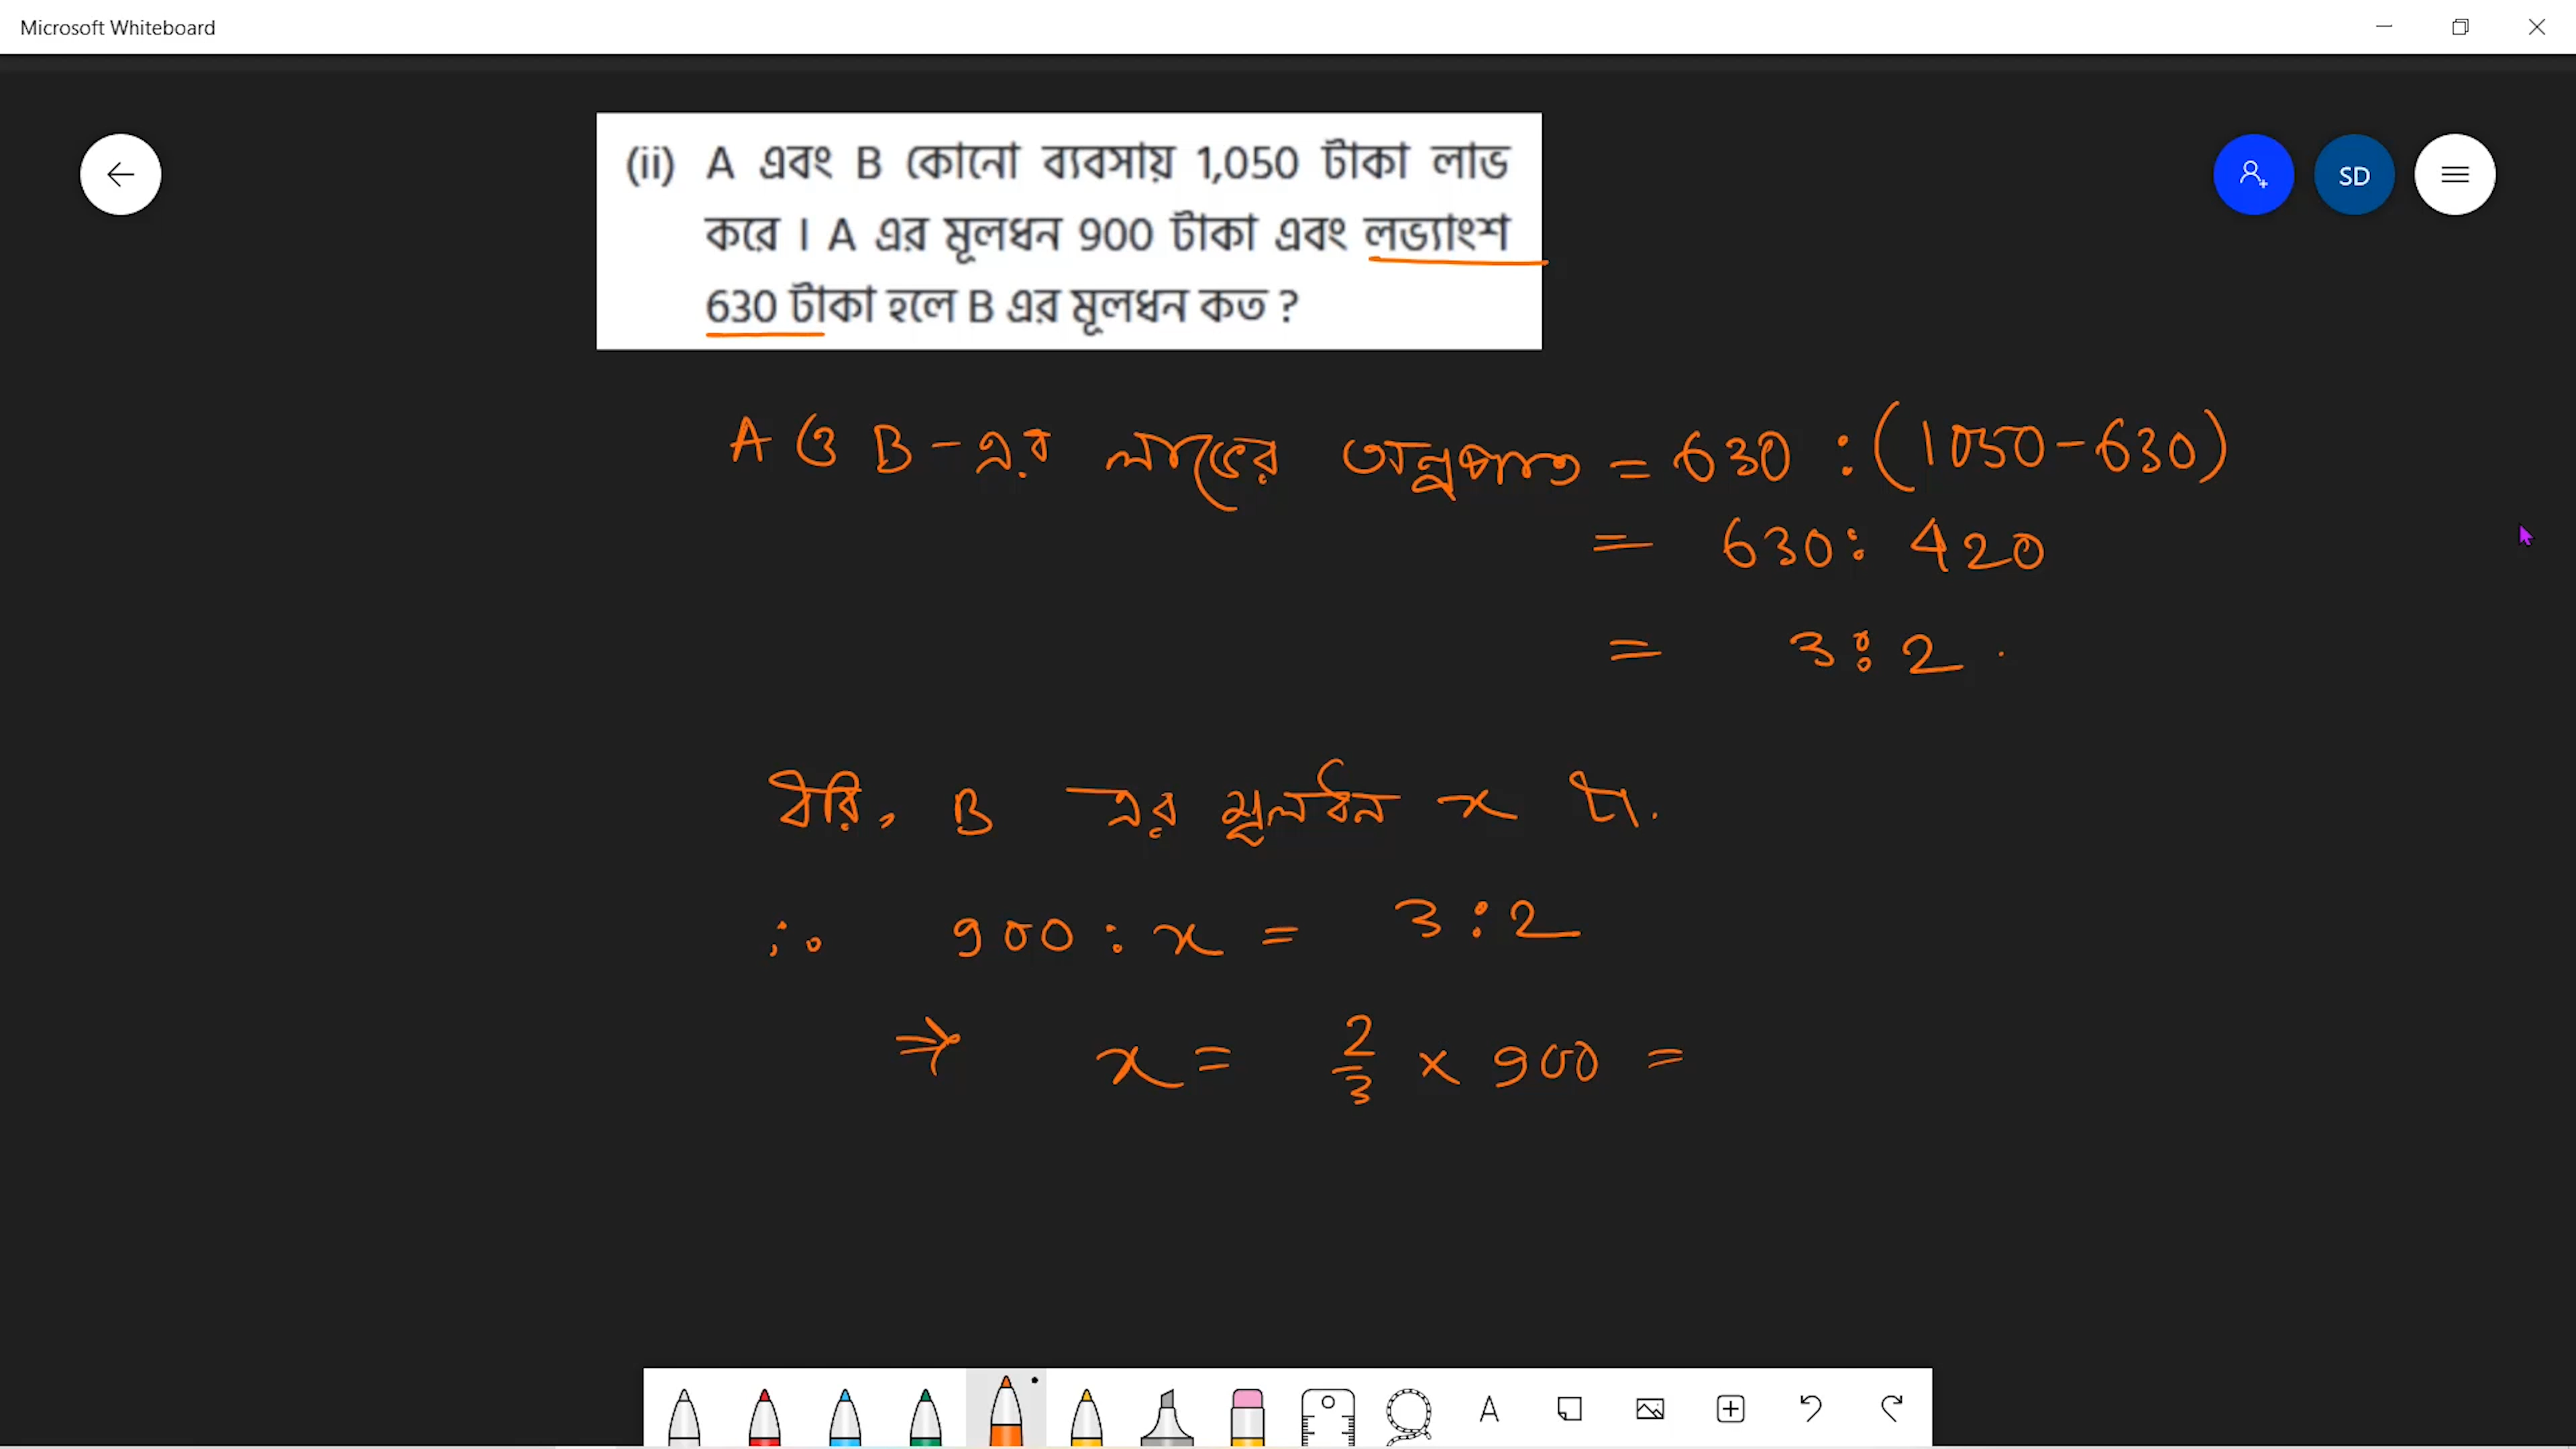 Microsoft Whiteboard
SD
(ii) A এবং B কোনো ব্যবসায় 1,050 টাকা লাভ
করে । A এর মূলধন 900 টাকা এবং লভ্যাংশ
630 টাকা হলে B এর মূলধন কত ?
A ও B - এর লাভের অনুপাত = 630 : (1050 - 630)
= 630 : 420
= 3 : 2 .
ধরি, B এর মূলধন x টা.
∴ 900 : x = 3 : 2
⇒ x = 2/3 × 900 =
A